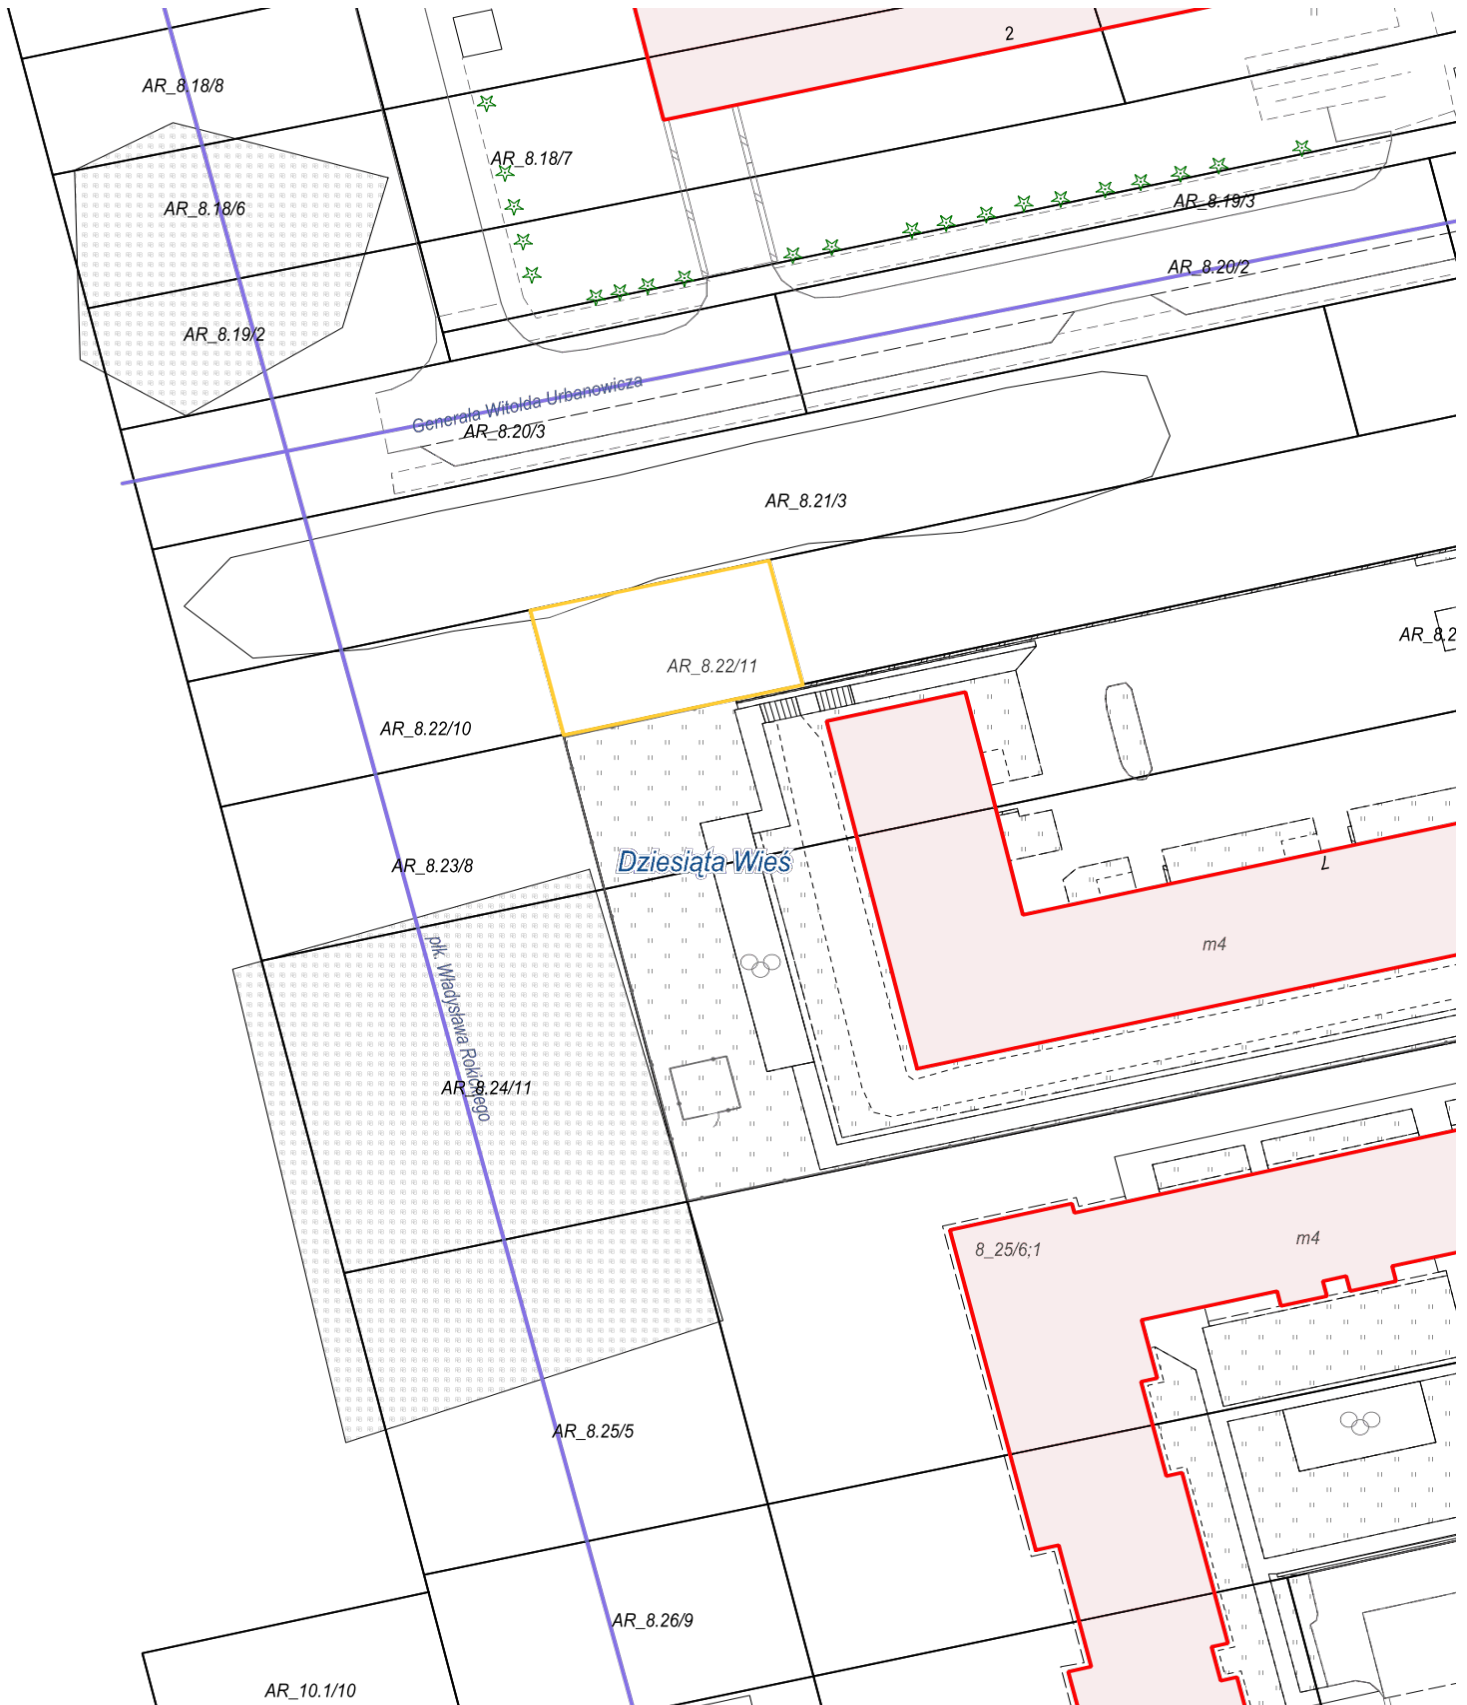 2
AR_8.18/8
AR_8.18/7
AR_8.18/6
AR_8.19/3
AR_8.20/2
AR_8.19/2
Generała Witolda Urbanowicza
AR_8.20/3
AR_8.21/3
AR_8.2
AR_8.22/11
AR_8.22/10
Dziesiąta Wieś
AR_8.23/8
7
m4
płk. Władysława Rokickiego
AR_8.24/11
m4
8_25/6;1
AR_8.25/5
AR_8.26/9
AR_10.1/10